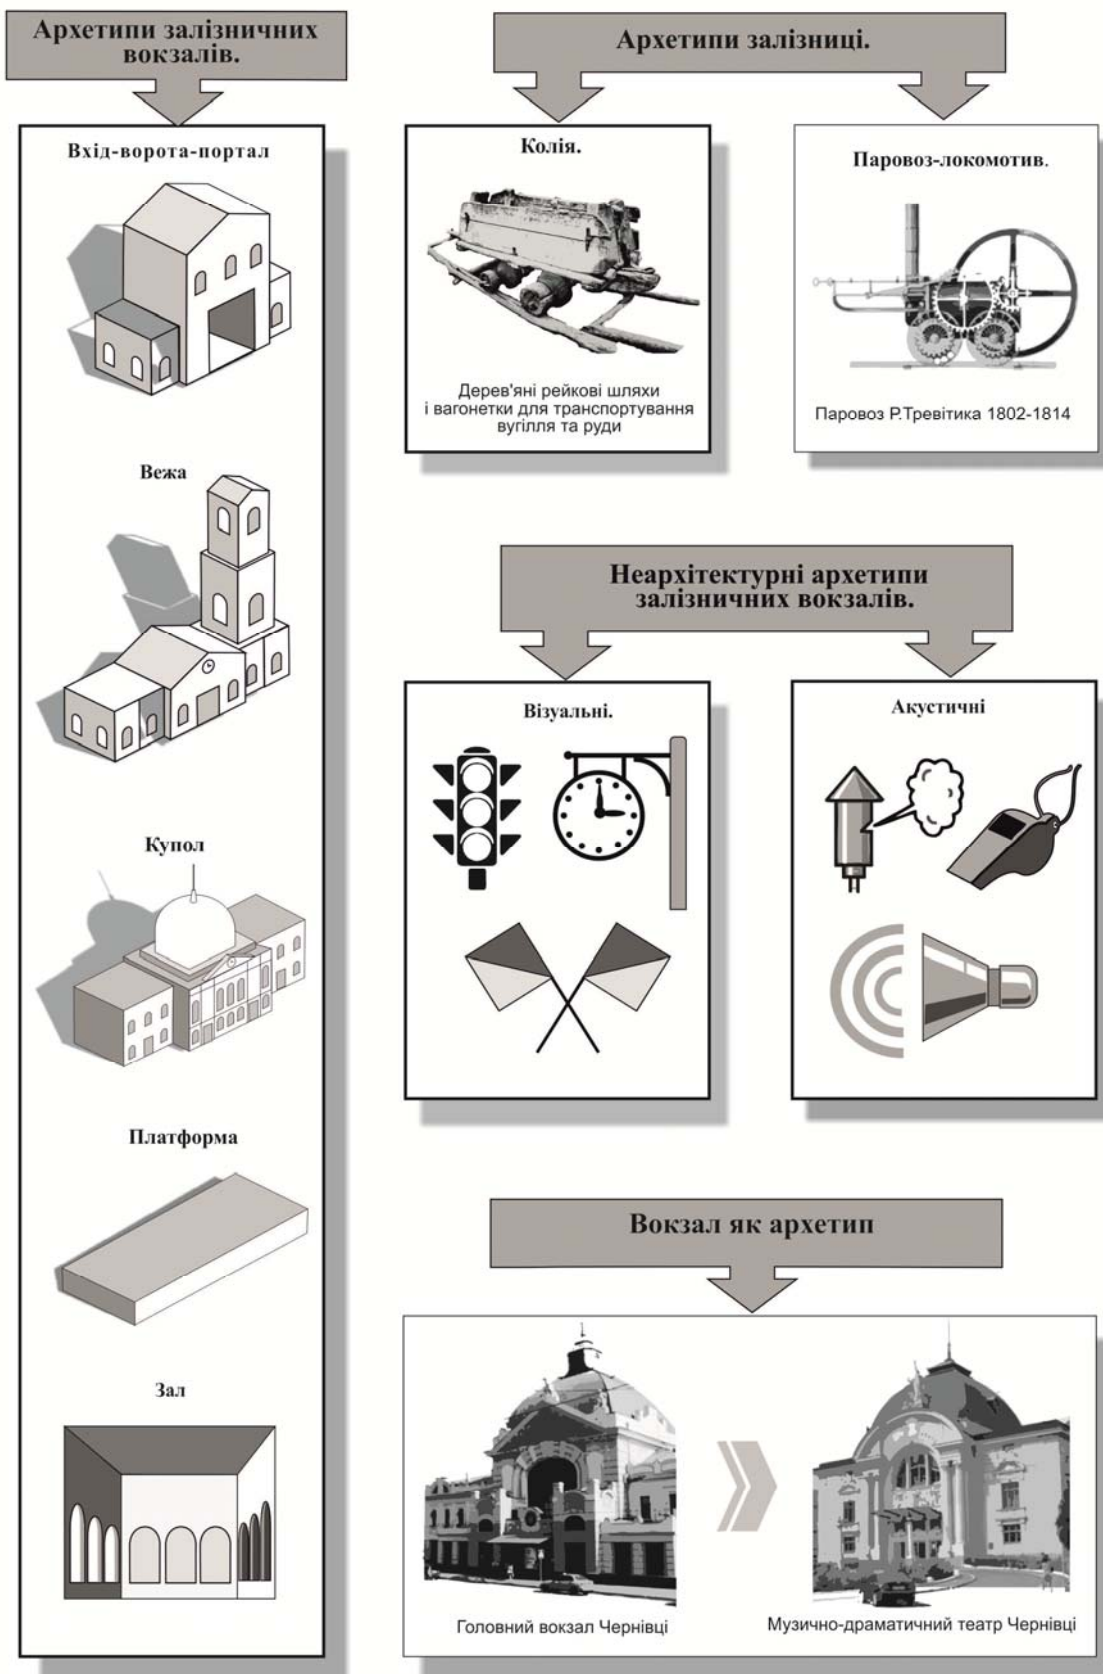 Архетипи залізничних
вокзалів.
Вхід-ворота-портал
Вежа
Купол
Платформа
Зал
Архетипи залізниці.
Колія.
Дерев'яні рейкові шляхи
і вагонетки для транспортування
вугілля та руди
Паровоз-локомотив.
Паровоз Р.Тревітика 1802-1814
Неархітектурні архетипи
залізничних вокзалів.
Візуальні.
Акустичні
Вокзал як архетип
Головний вокзал Чернівці
Музично-драматичний театр Чернівці